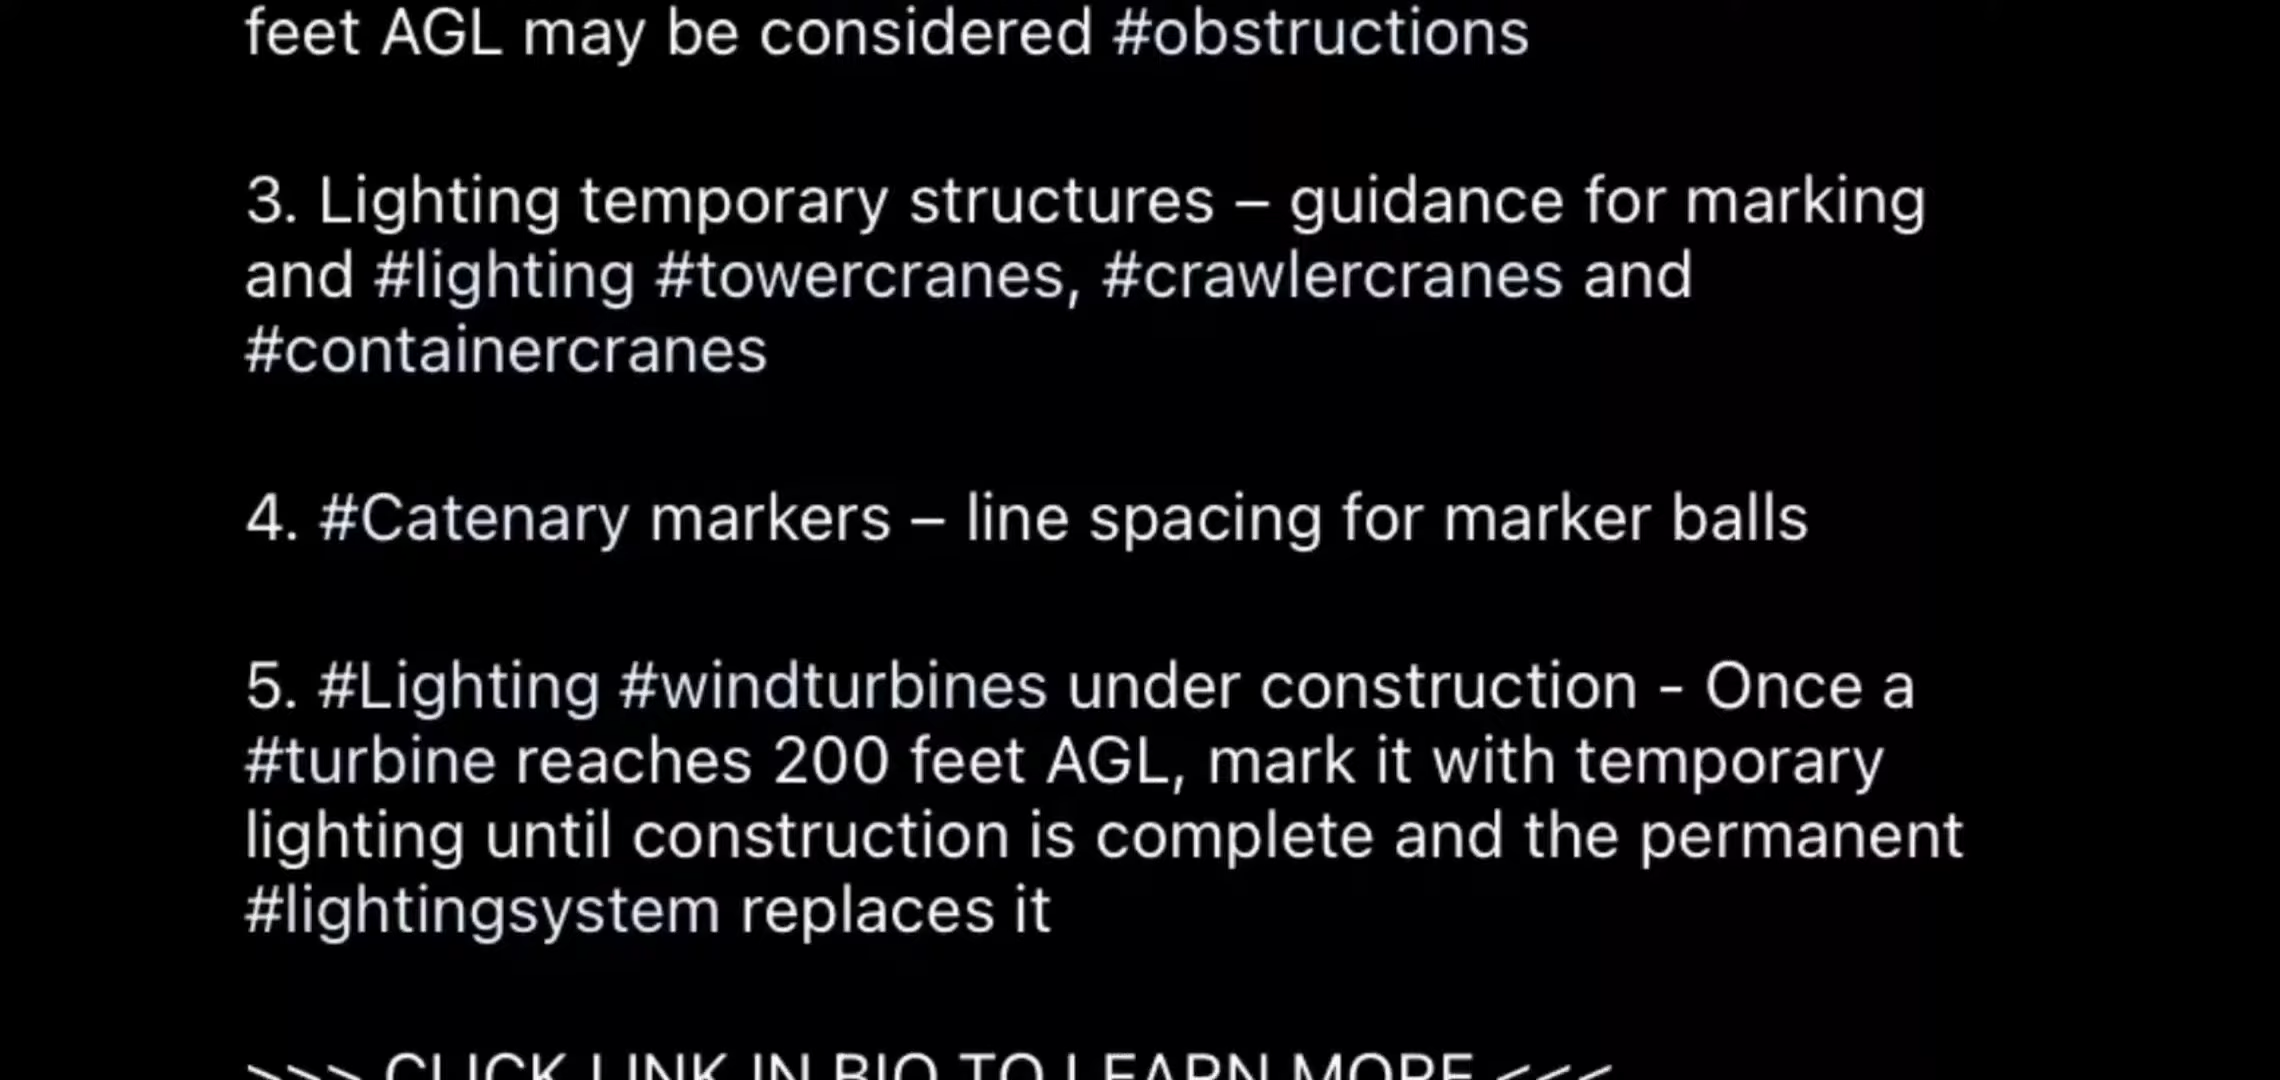 feet AGL may be considered #obstructions
3. Lighting temporary structures – guidance for marking
and #lighting #towercranes, #crawlercranes and
#containercranes
4. #Catenary markers – line spacing for marker balls
5. #Lighting #windturbines under construction - Once a
#turbine reaches 200 feet AGL, mark it with temporary
lighting until construction is complete and the permanent
#lightingsystem replaces it
>>> CLICK LINK IN BIO TO LEARN MORE <<<